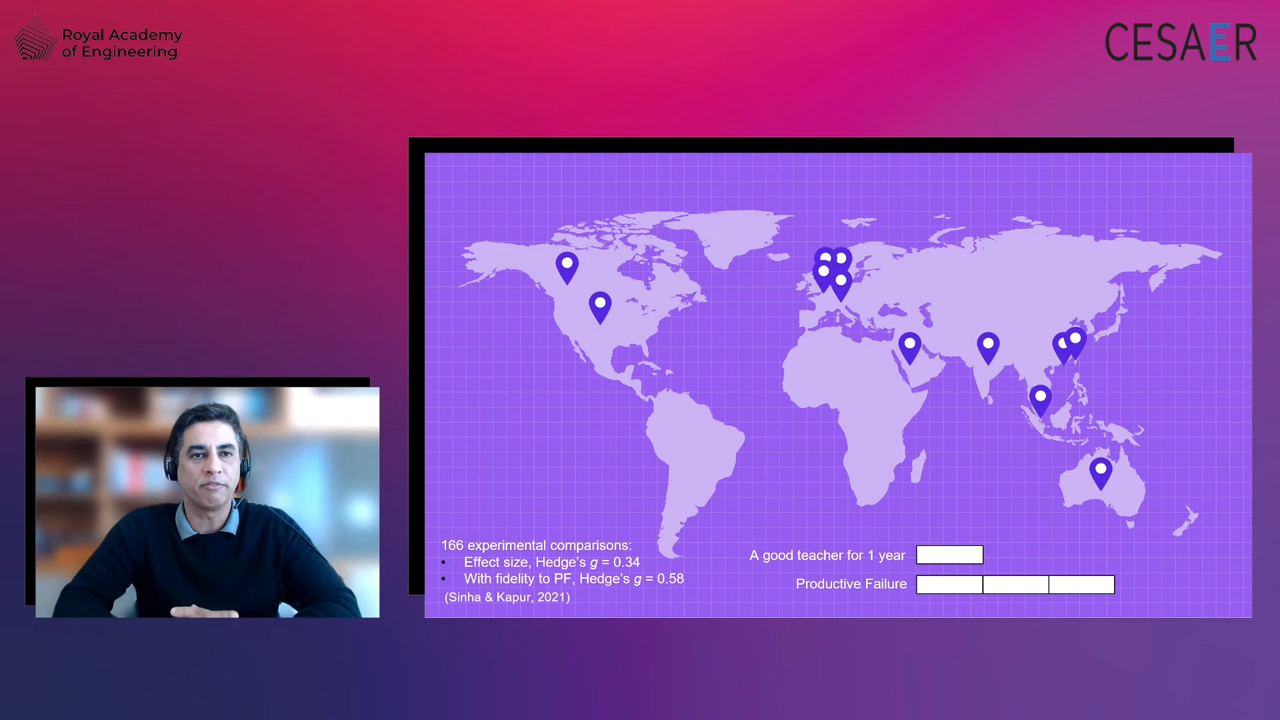 Royal Academy
of Engineering
CESAER
166 experimental comparisons:
• Effect size, Hedge's g = 0.34
• With fidelity to PF, Hedge's g = 0.58
(Sinha & Kapur, 2021)
A good teacher for 1 year
Productive Failure